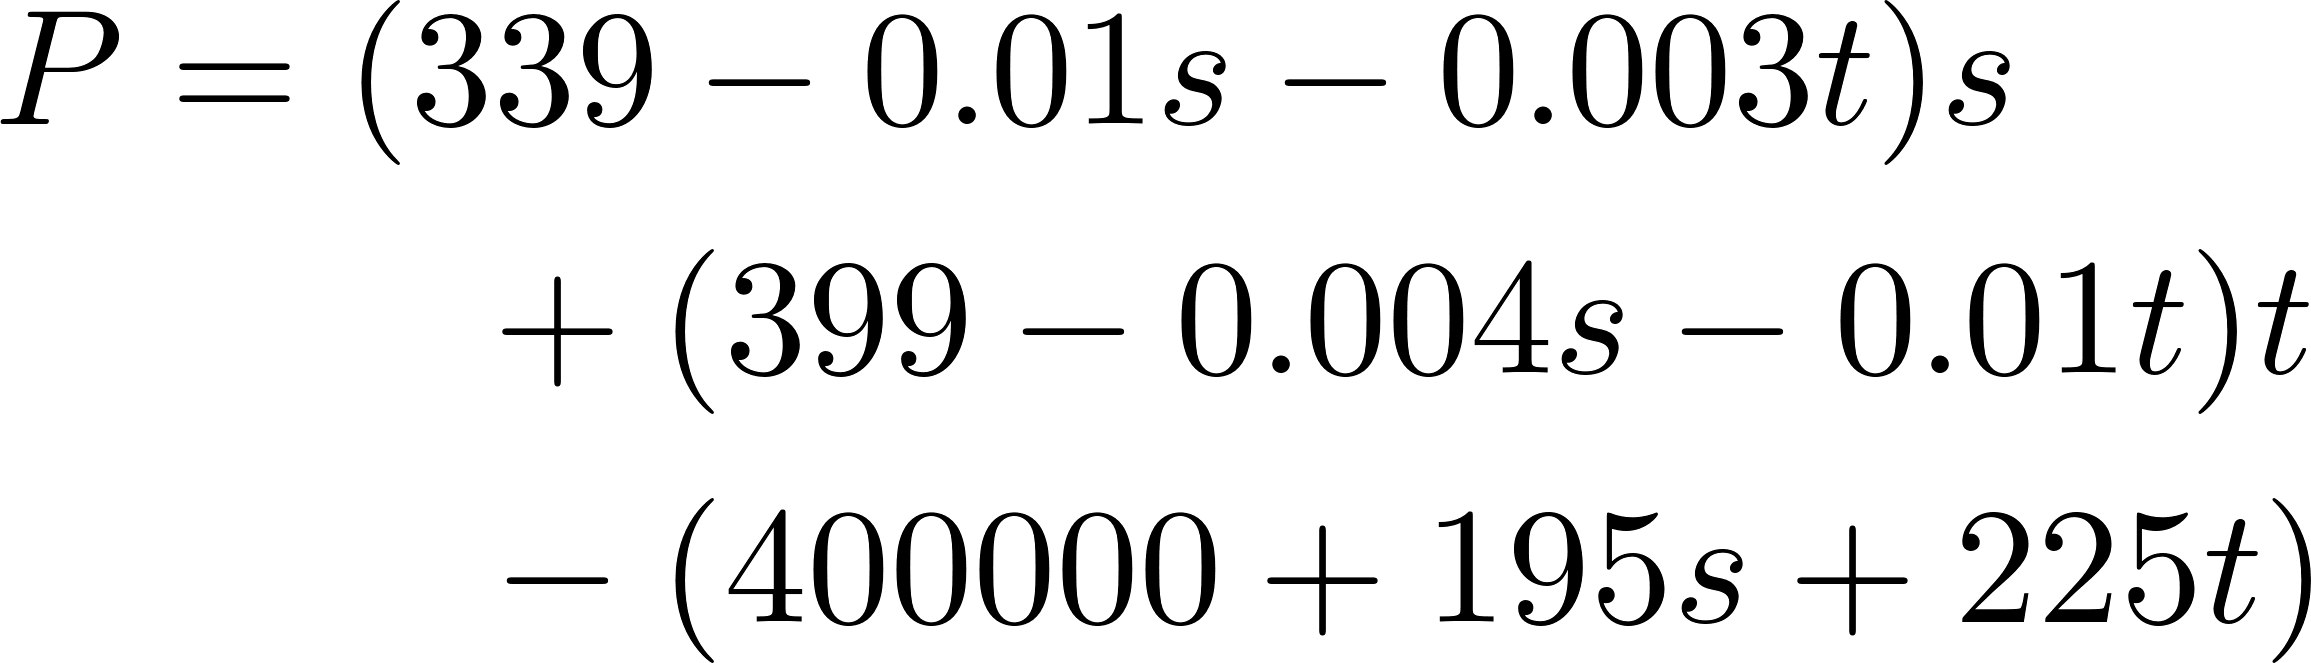 P = (339 − 0.01s − 0.003t)s
+ (399 − 0.004s − 0.01t)t
− (400000 + 195s + 225t)